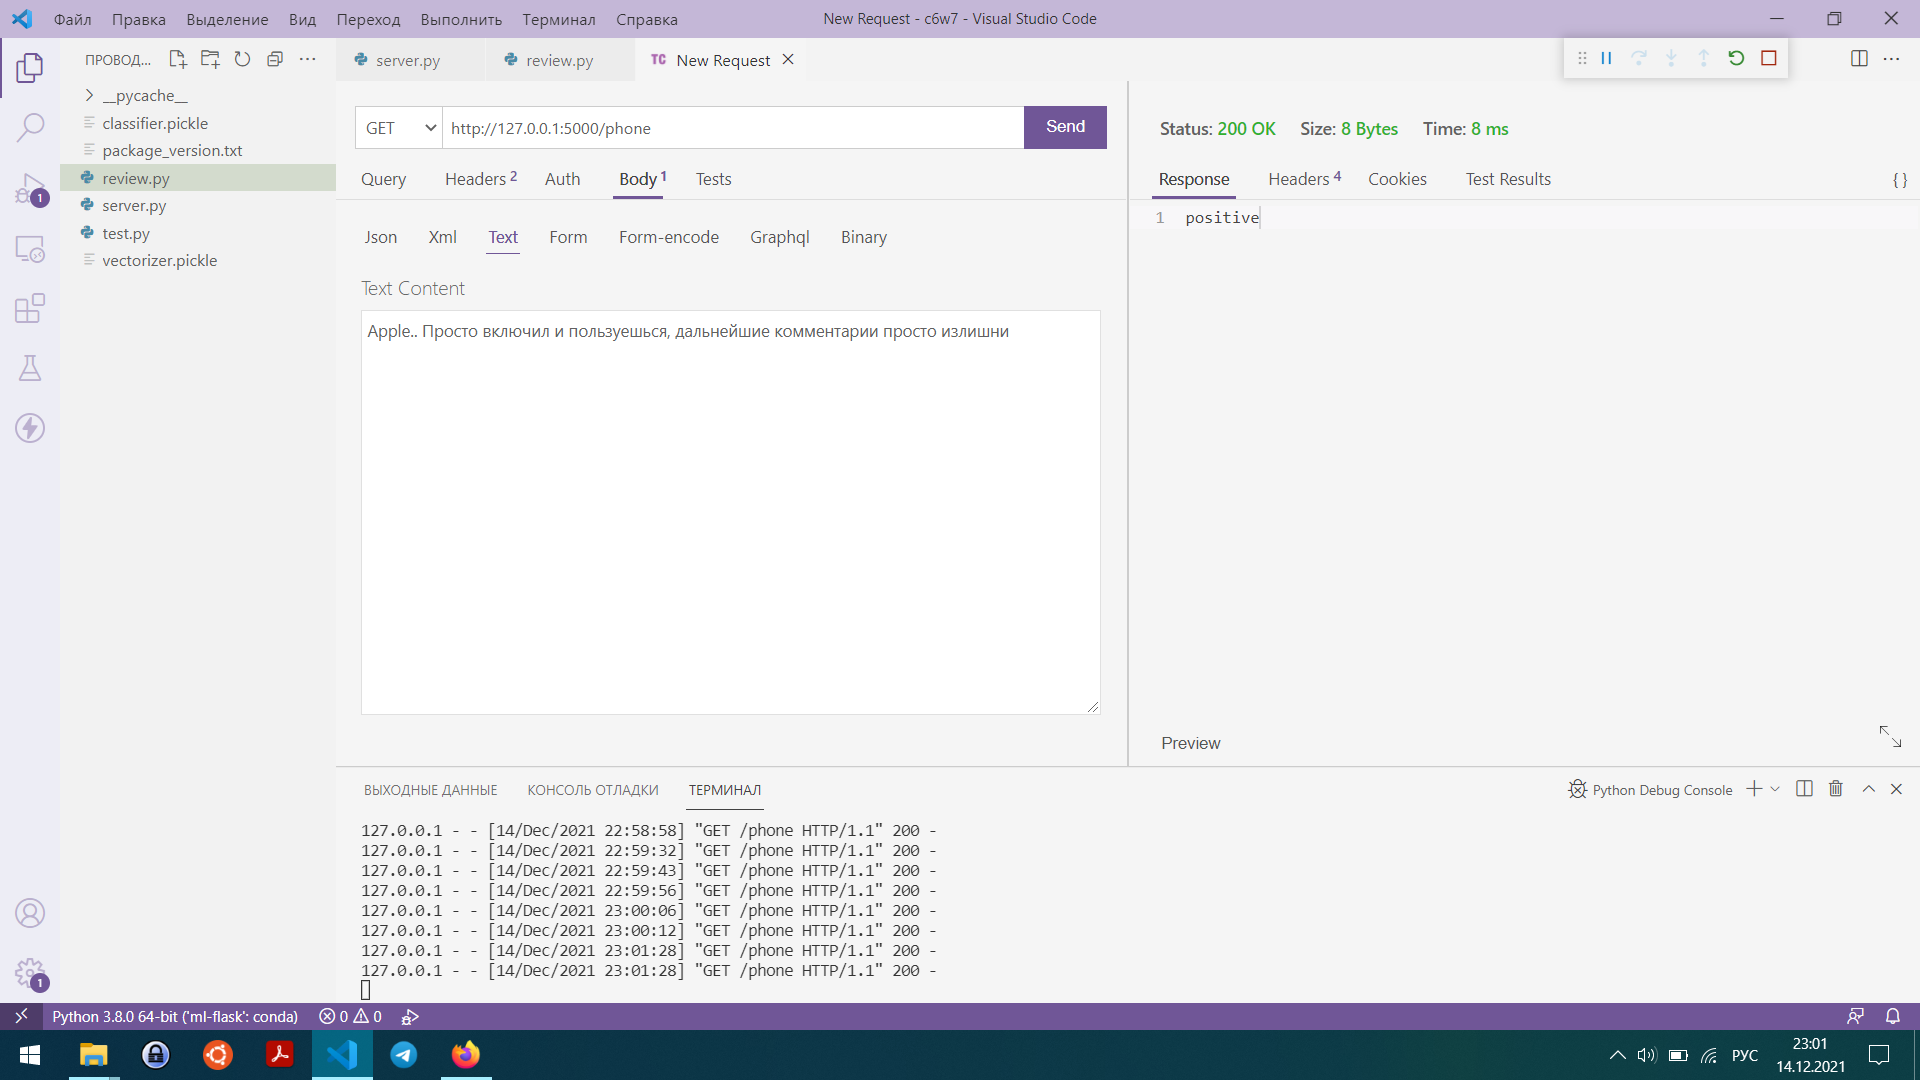 Файл Правка Выделение Вид Переход Выполнить Терминал Справка New Request - c6w7 - Visual Studio Code
ПРОВОД...
__pycache__
classifier.pickle
package_version.txt
review.py
server.py
test.py
vectorizer.pickle
1
1
server.py review.py TC New Request
GET http://127.0.0.1:5000/phone Send
Query Headers 2 Auth Body 1 Tests
Json Xml Text Form Form-encode Graphql Binary
Text Content
Apple.. Просто включил и пользуешься, дальнейшие комментарии просто излишни
Status: 200 OK Size: 8 Bytes Time: 8 ms
Response Headers 4 Cookies Test Results { }
1 positive
Preview
ВЫХОДНЫЕ ДАННЫЕ КОНСОЛЬ ОТЛАДКИ ТЕРМИНАЛ Python Debug Console
127.0.0.1 - - [14/Dec/2021 22:58:58] "GET /phone HTTP/1.1" 200 -
127.0.0.1 - - [14/Dec/2021 22:59:32] "GET /phone HTTP/1.1" 200 -
127.0.0.1 - - [14/Dec/2021 22:59:43] "GET /phone HTTP/1.1" 200 -
127.0.0.1 - - [14/Dec/2021 22:59:56] "GET /phone HTTP/1.1" 200 -
127.0.0.1 - - [14/Dec/2021 23:00:06] "GET /phone HTTP/1.1" 200 -
127.0.0.1 - - [14/Dec/2021 23:00:12] "GET /phone HTTP/1.1" 200 -
127.0.0.1 - - [14/Dec/2021 23:01:28] "GET /phone HTTP/1.1" 200 -
127.0.0.1 - - [14/Dec/2021 23:01:28] "GET /phone HTTP/1.1" 200 -
Python 3.8.0 64-bit ('ml-flask': conda) 0 0
РУС
23:01
14.12.2021